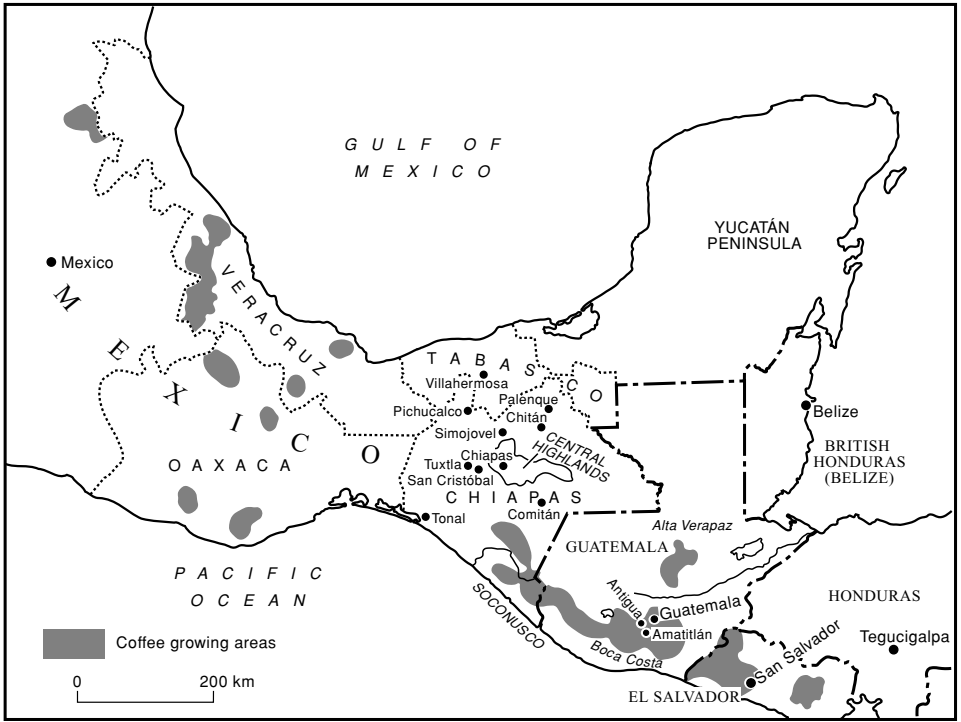 GULF OF
MEXICO
YUCATÁN
PENINSULA
Mexico
MEXICO
VERACRUZ
TABASCO
Villahermosa
Palenque
Pichucalco
Chitán
Simojovel
CENTRAL
HIGHLANDS
Chiapas
Tuxtla
San Cristóbal
OAXACA
CHIAPAS
Comitán
Tonal
Belize
BRITISH
HONDURAS
(BELIZE)
Alta Verapaz
GUATEMALA
PACIFIC
OCEAN
SOCONUSCO
Antigua
Guatemala
Amatitlán
Boca Costa
HONDURAS
Tegucigalpa
San Salvador
EL SALVADOR
Coffee growing areas
0 200 km